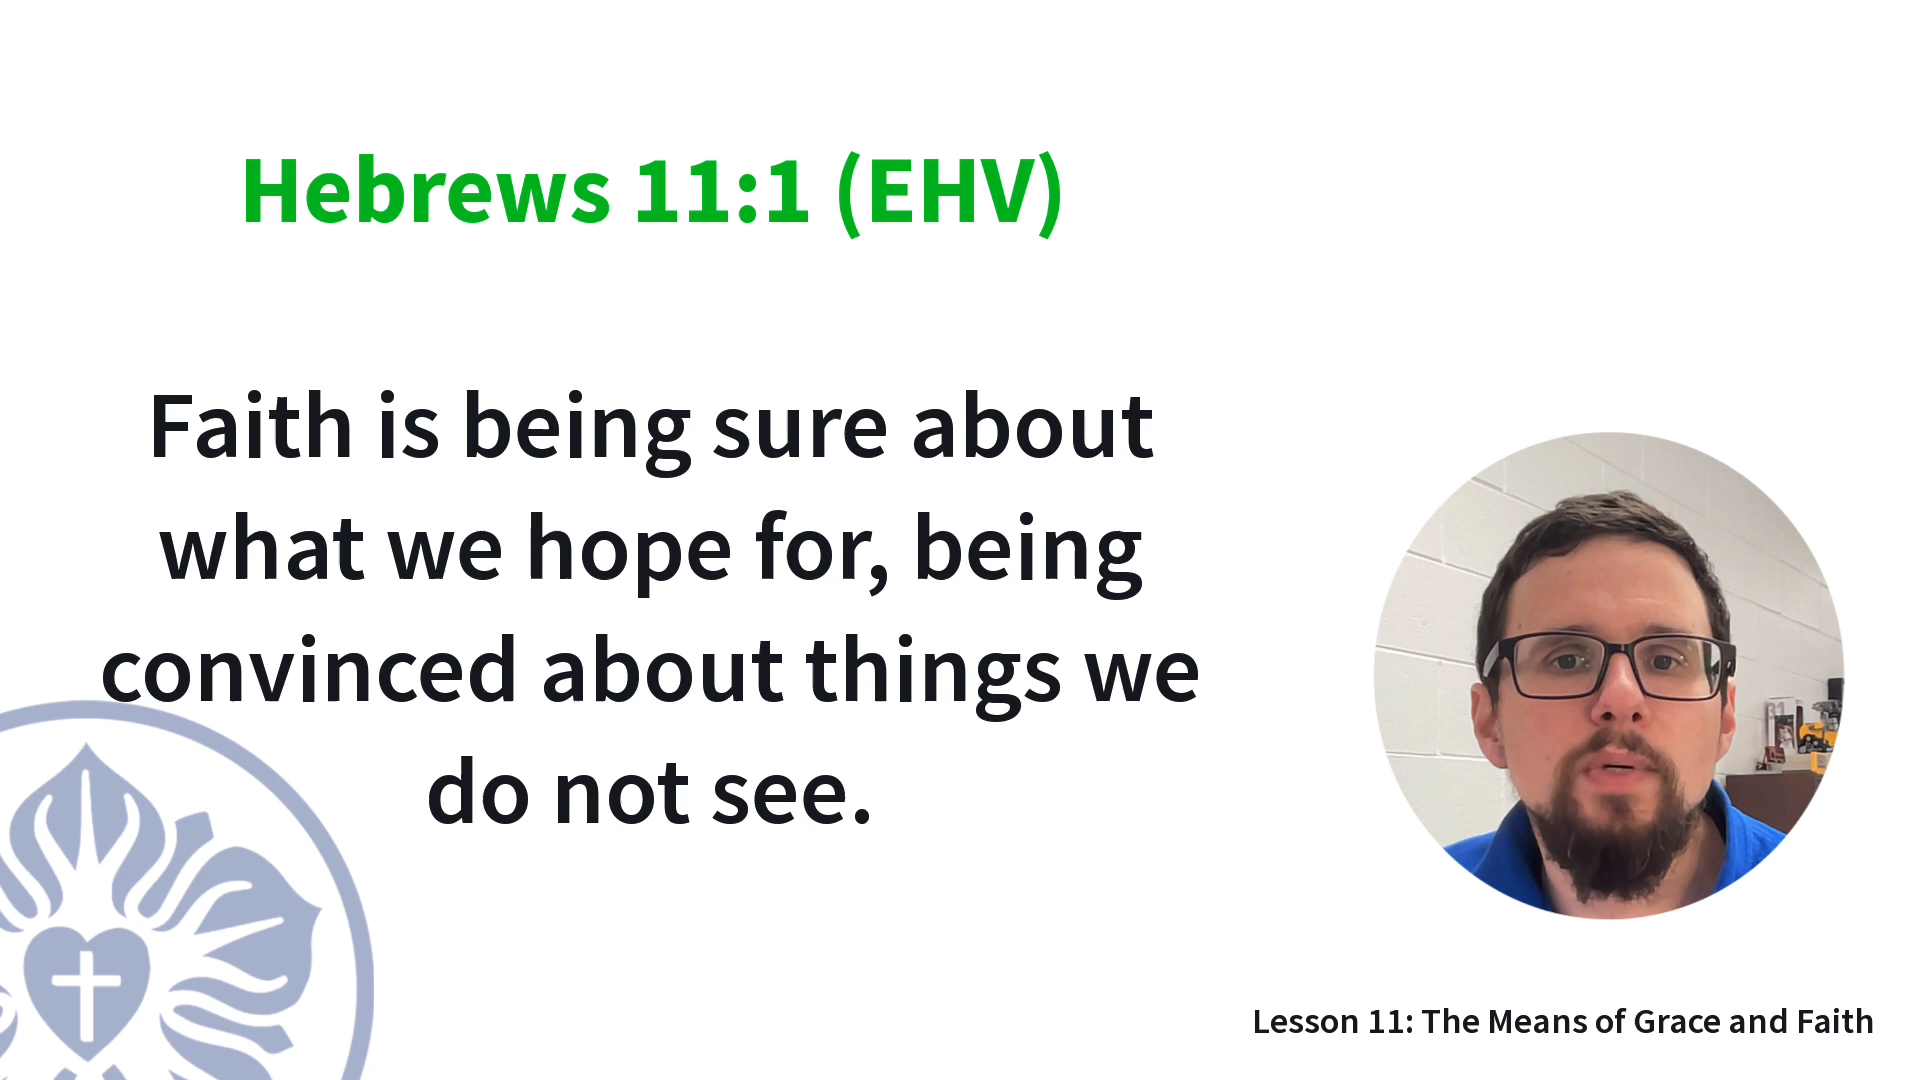 Hebrews 11:1 (EHV)
Faith is being sure about
what we hope for, being
convinced about things we
do not see.
Lesson 11: The Means of Grace and Faith